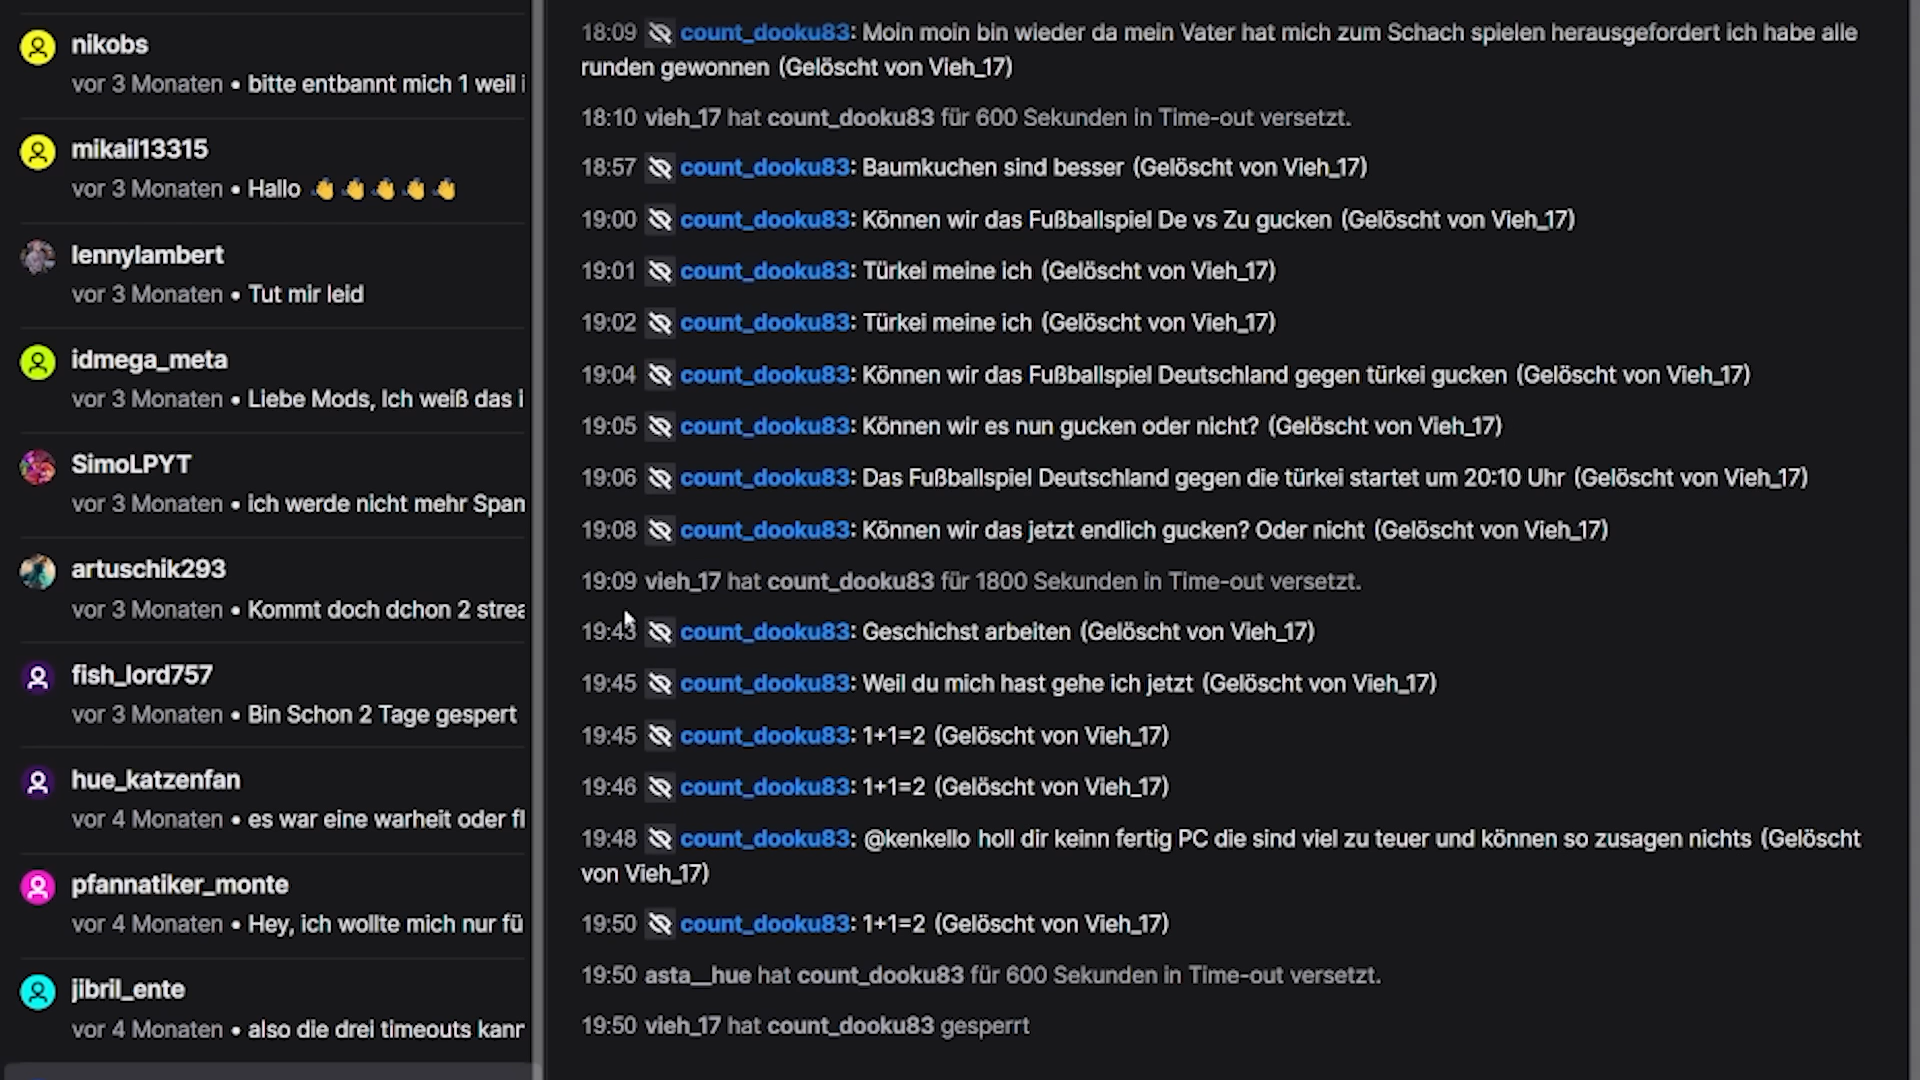 nikobs
vor 3 Monaten • bitte entbannt mich 1 weil i
mikail13315
vor 3 Monaten • Hallo 👋👋👋👋👋
lennylambert
vor 3 Monaten • Tut mir leid
idmega_meta
vor 3 Monaten • Liebe Mods, Ich weiß das i
SimoLPYT
vor 3 Monaten • ich werde nicht mehr Span
artuschik293
vor 3 Monaten • Kommt doch dchon 2 strea
fish_lord757
vor 3 Monaten • Bin Schon 2 Tage gespert
hue_katzenfan
vor 4 Monaten • es war eine warheit oder fl
pfannatiker_monte
vor 4 Monaten • Hey, ich wollte mich nur fü
jibril_ente
vor 4 Monaten • also die drei timeouts kann
18:09 count_dooku83: Moin moin bin wieder da mein Vater hat mich zum Schach spielen herausgefordert ich habe alle
runden gewonnen (Gelöscht von Vieh_17)
18:10 vieh_17 hat count_dooku83 für 600 Sekunden in Time-out versetzt.
18:57 count_dooku83: Baumkuchen sind besser (Gelöscht von Vieh_17)
19:00 count_dooku83: Können wir das Fußballspiel De vs Zu gucken (Gelöscht von Vieh_17)
19:01 count_dooku83: Türkei meine ich (Gelöscht von Vieh_17)
19:02 count_dooku83: Türkei meine ich (Gelöscht von Vieh_17)
19:04 count_dooku83: Können wir das Fußballspiel Deutschland gegen türkei gucken (Gelöscht von Vieh_17)
19:05 count_dooku83: Können wir es nun gucken oder nicht? (Gelöscht von Vieh_17)
19:06 count_dooku83: Das Fußballspiel Deutschland gegen die türkei startet um 20:10 Uhr (Gelöscht von Vieh_17)
19:08 count_dooku83: Können wir das jetzt endlich gucken? Oder nicht (Gelöscht von Vieh_17)
19:09 vieh_17 hat count_dooku83 für 1800 Sekunden in Time-out versetzt.
19:43 count_dooku83: Geschichst arbeiten (Gelöscht von Vieh_17)
19:45 count_dooku83: Weil du mich hast gehe ich jetzt (Gelöscht von Vieh_17)
19:45 count_dooku83: 1+1=2 (Gelöscht von Vieh_17)
19:46 count_dooku83: 1+1=2 (Gelöscht von Vieh_17)
19:48 count_dooku83: @kenkello holl dir keinn fertig PC die sind viel zu teuer und können so zusagen nichts (Gelöscht
von Vieh_17)
19:50 count_dooku83: 1+1=2 (Gelöscht von Vieh_17)
19:50 asta__hue hat count_dooku83 für 600 Sekunden in Time-out versetzt.
19:50 vieh_17 hat count_dooku83 gesperrt